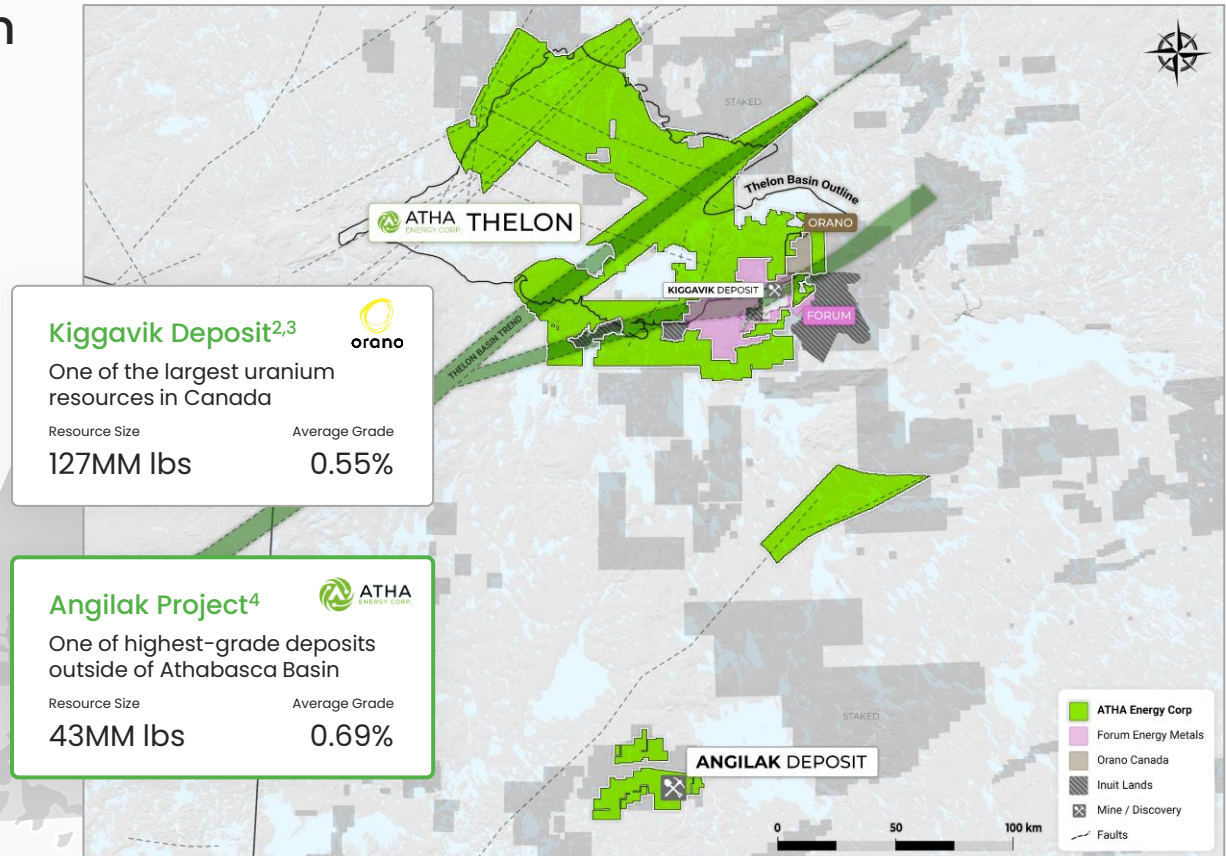 n
STAKED
Thelon Basin Outline
ATHA
ENERGY CORP.
THELON
ORANO
KIGGAVIK DEPOSIT
FORUM
THELON BASIN TREND
Kiggavik Deposit2,3
orano
One of the largest uranium
resources in Canada
Resource Size
Average Grade
127MM lbs
0.55%
Angilak Project4
ATHA
ENERGY CORP.
One of highest-grade deposits
outside of Athabasca Basin
Resource Size
Average Grade
43MM lbs
0.69%
STAKED
ANGILAK DEPOSIT
ATHA Energy Corp
Forum Energy Metals
Orano Canada
Inuit Lands
Mine / Discovery
Faults
0
50
100 km